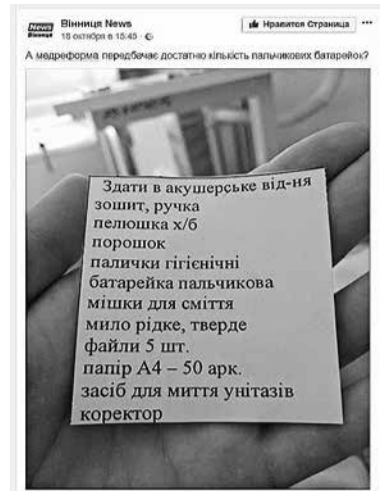 News
Вінниця
Вінниця News
18 октября в 15:45
Нравится Страница
А медреформа передбачає достатню кількість пальчикових батарейок?
Здати в акушерське від-ня
зошит, ручка
пелюшка х/б
порошок
палички гігієнічні
батарейка пальчикова
мішки для сміття
мило рідке, тверде
файли 5 шт.
папір А4 – 50 арк.
засіб для миття унітазів
коректор